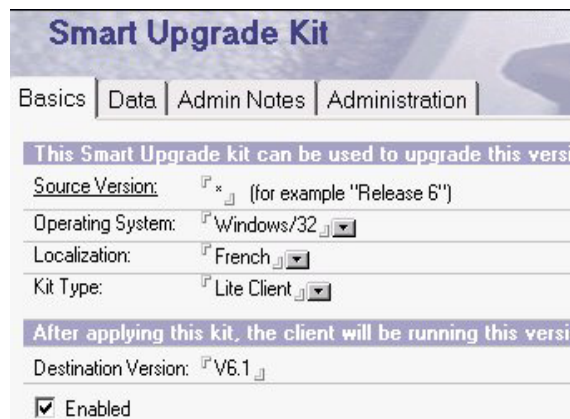 Smart Upgrade Kit
Basics Data Admin Notes Administration
This Smart Upgrade kit can be used to upgrade this versi
Source Version: * (for example "Release 6")
Operating System: Windows/32
Localization: French
Kit Type: Lite Client
After applying this kit, the client will be running this versi
Destination Version: V6.1
Enabled